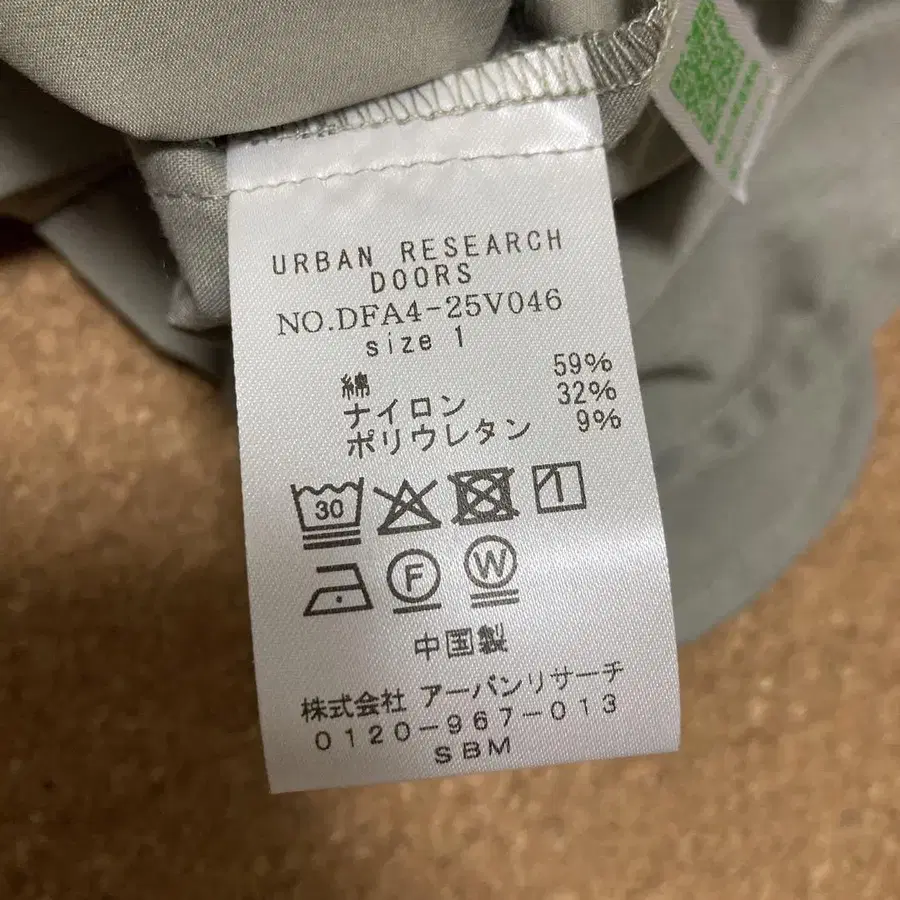 URBAN RESEARCH
DOORS
NO.DFA4-25V046
size 1
綿 59%
ナイロン 32%
ポリウレタン 9%
30
F
W
中国製
株式会社 アーバンリサーチ
0120-967-013
SBM